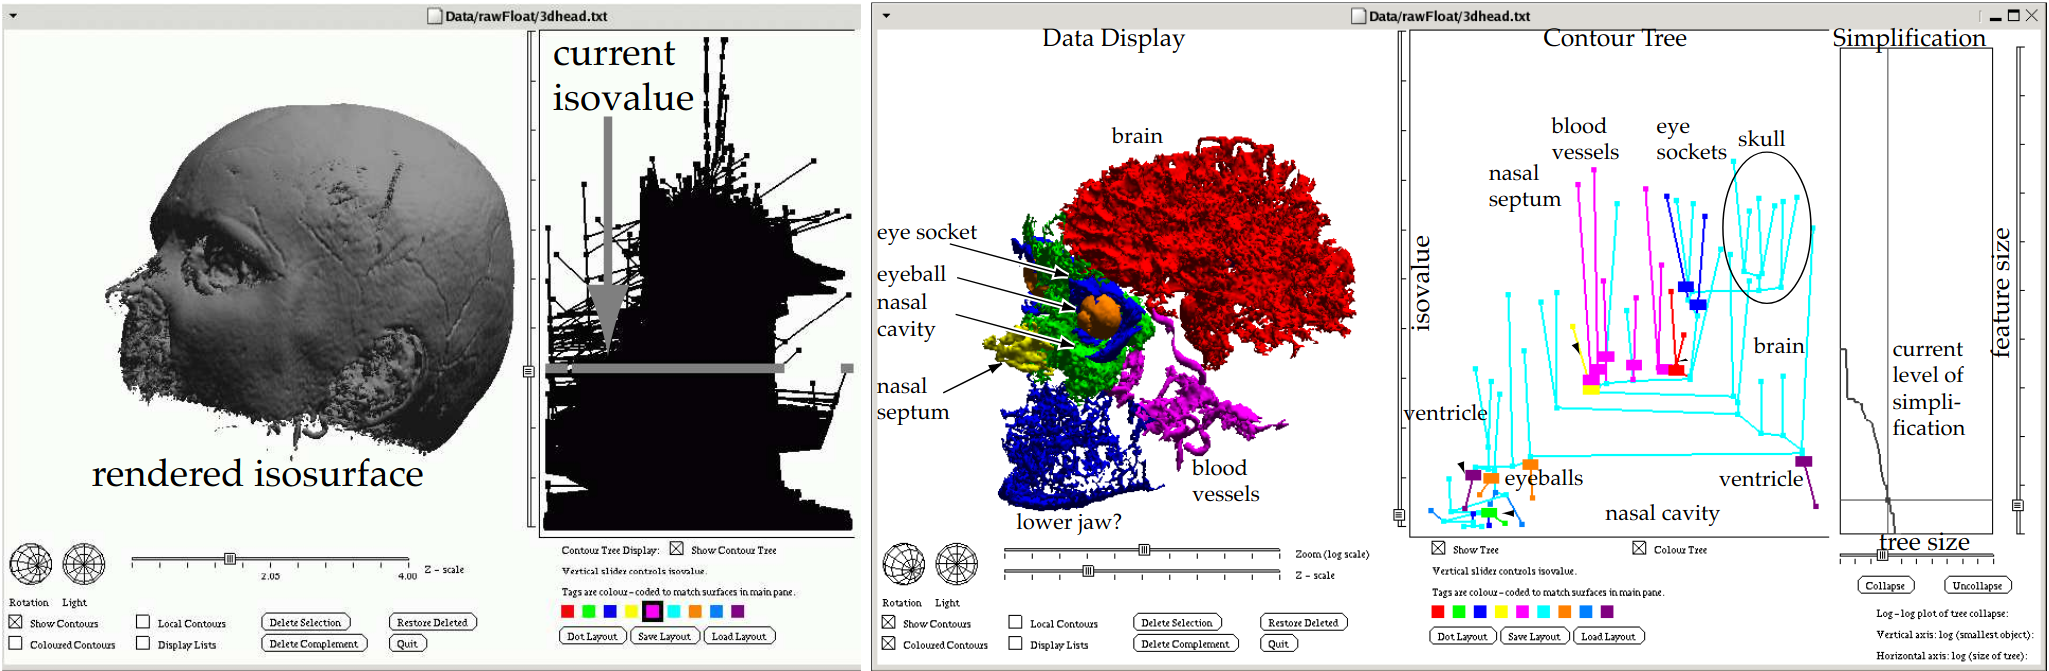 Data/rawFloat/3dhead.txt
current
isovalue
rendered isosurface
2.05
4.00
Z - scale
Rotation
Light
Show Contours
Local Contours
Delete Selection
Restore Deleted
Coloured Contours
Display Lists
Delete Complement
Quit
Contour Tree Display:
Show Contour Tree
Vertical slider controls isovalue.
Tags are colour-coded to match surfaces in main pane.
Dot Layout
Save Layout
Load Layout
Data/rawFloat/3dhead.txt
Data Display
Contour Tree
Simplification
brain
eye socket
eyeball
nasal
cavity
nasal
septum
blood
vessels
lower jaw?
isovalue
nasal
septum
blood
vessels
eye
sockets
skull
brain
ventricle
eyeballs
ventricle
nasal cavity
current
level of
simpli-
fication
feature size
tree size
Zoom (log scale)
Z - scale
Rotation
Light
Show Contours
Local Contours
Delete Selection
Restore Deleted
Coloured Contours
Display Lists
Delete Complement
Quit
Show Tree
Colour Tree
Vertical slider controls isovalue.
Tags are colour-coded to match surfaces in main pane.
Dot Layout
Save Layout
Load Layout
Collapse
Uncollapse
Log-log plot of tree collapse:
Vertical axis: log (smallest object):
Horizontal axis: log (size of tree):